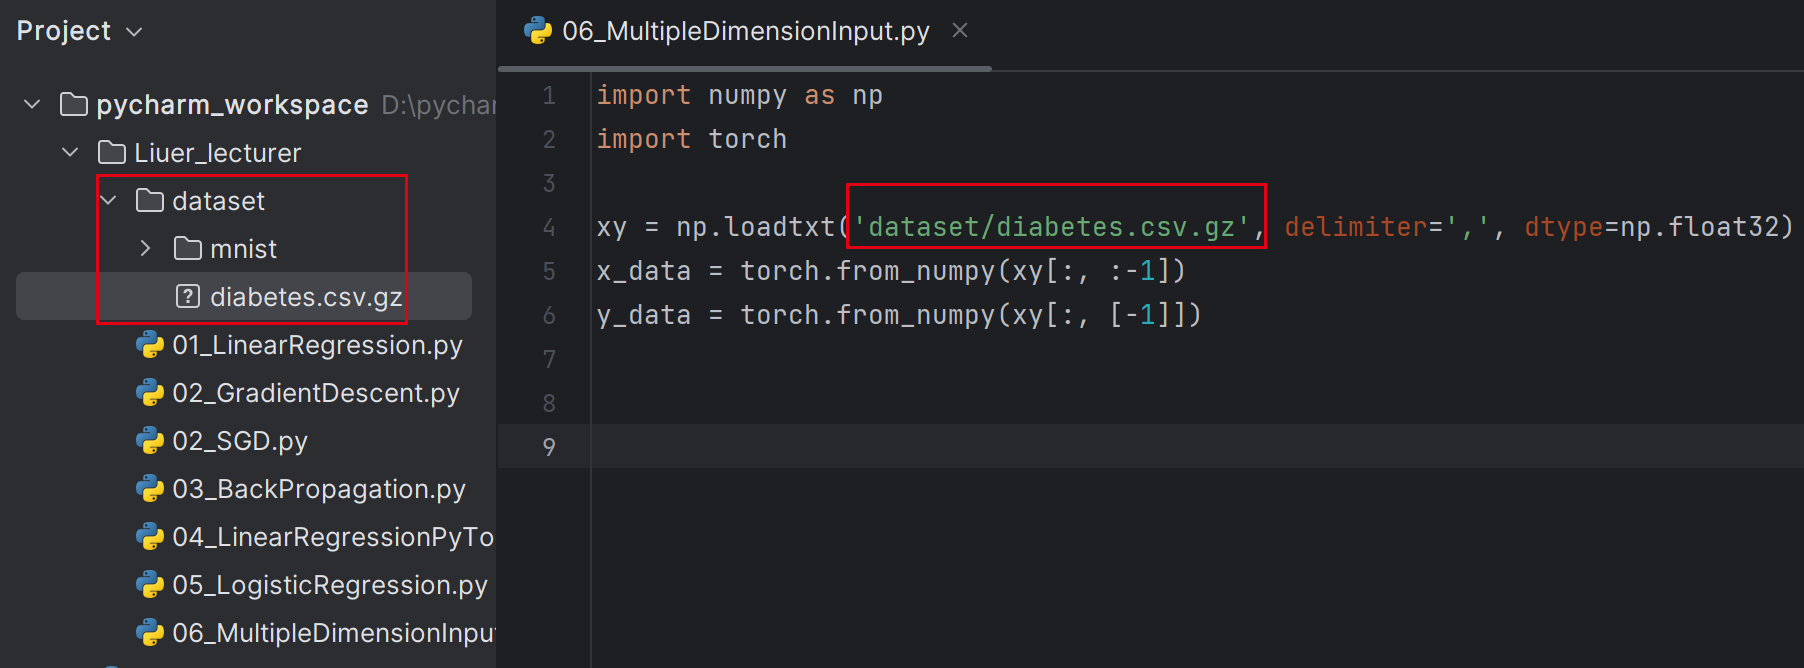 Project
06_MultipleDimensionInput.py
pycharm_workspace D:\pychar
Liuer_lecturer
dataset
mnist
? diabetes.csv.gz
01_LinearRegression.py
02_GradientDescent.py
02_SGD.py
03_BackPropagation.py
04_LinearRegressionPyTo
05_LogisticRegression.py
06_MultipleDimensionInput
1 import numpy as np
2 import torch
3
4 xy = np.loadtxt('dataset/diabetes.csv.gz', delimiter=',', dtype=np.float32)
5 x_data = torch.from_numpy(xy[:, :-1])
6 y_data = torch.from_numpy(xy[:, [-1]])
7
8
9